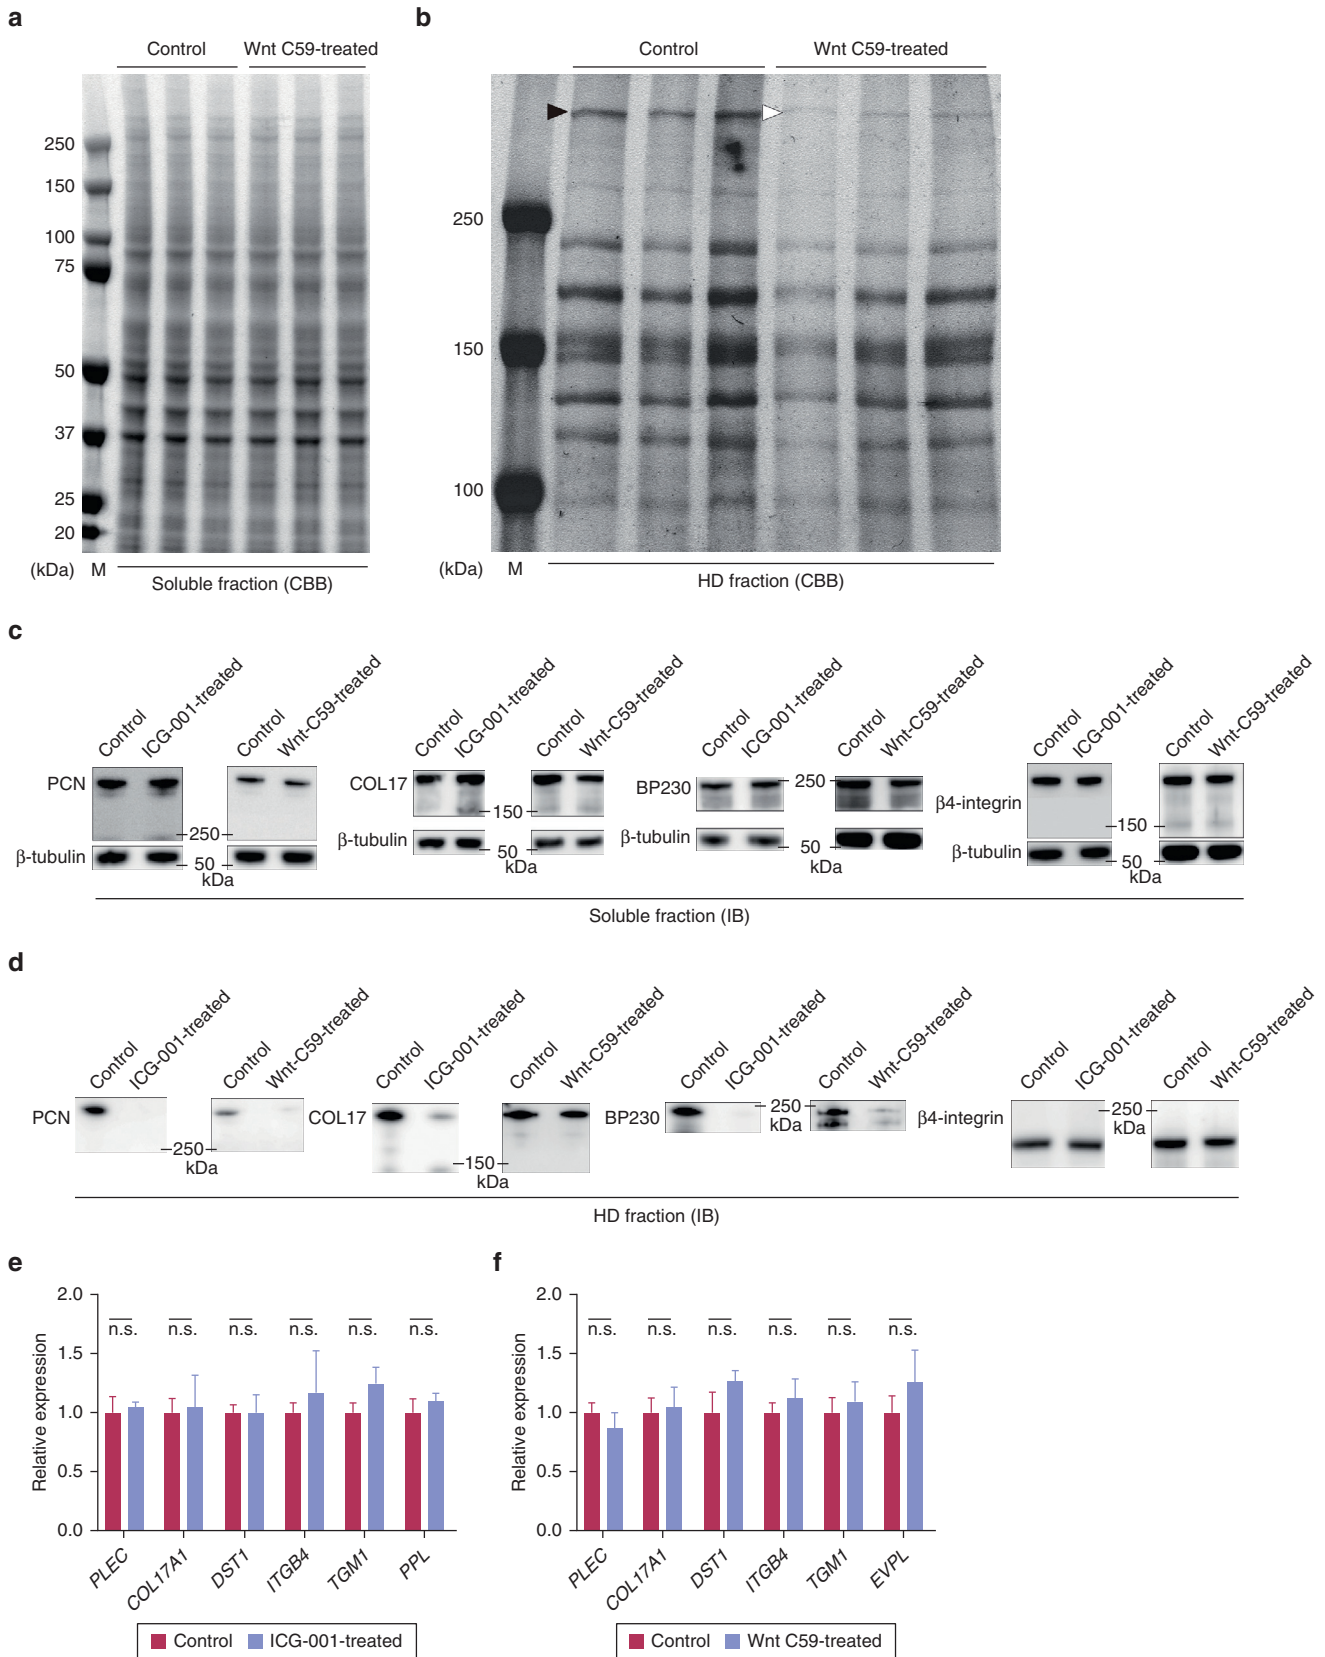 a
Control Wnt C59-treated
250
150
100
75
50
37
25
20
(kDa) M
Soluble fraction (CBB)
b
Control Wnt C59-treated
250
150
100
(kDa) M
HD fraction (CBB)
c
Control ICG-001-treated Control Wnt-C59-treated
PCN
250
β-tubulin
50
kDa
Control ICG-001-treated Control Wnt-C59-treated
COL17
150
β-tubulin
50
kDa
Control ICG-001-treated Control Wnt-C59-treated
BP230
250
β-tubulin
50
kDa
Control ICG-001-treated Control Wnt-C59-treated
β4-integrin
150
β-tubulin
50
kDa
Soluble fraction (IB)
d
Control ICG-001-treated Control Wnt-C59-treated
PCN
250
kDa
Control ICG-001-treated Control Wnt-C59-treated
COL17
150
kDa
Control ICG-001-treated Control Wnt-C59-treated
BP230
250
kDa
Control ICG-001-treated Control Wnt-C59-treated
β4-integrin
250
kDa
HD fraction (IB)
e
Relative expression
2.0
1.5
1.0
0.5
0.0
n.s. n.s. n.s. n.s. n.s. n.s.
PLEC COL17A1 DST1 ITGB4 TGM1 PPL
Control ICG-001-treated
f
Relative expression
2.0
1.5
1.0
0.5
0.0
n.s. n.s. n.s. n.s. n.s. n.s.
PLEC COL17A1 DST1 ITGB4 TGM1 EVPL
Control Wnt C59-treated